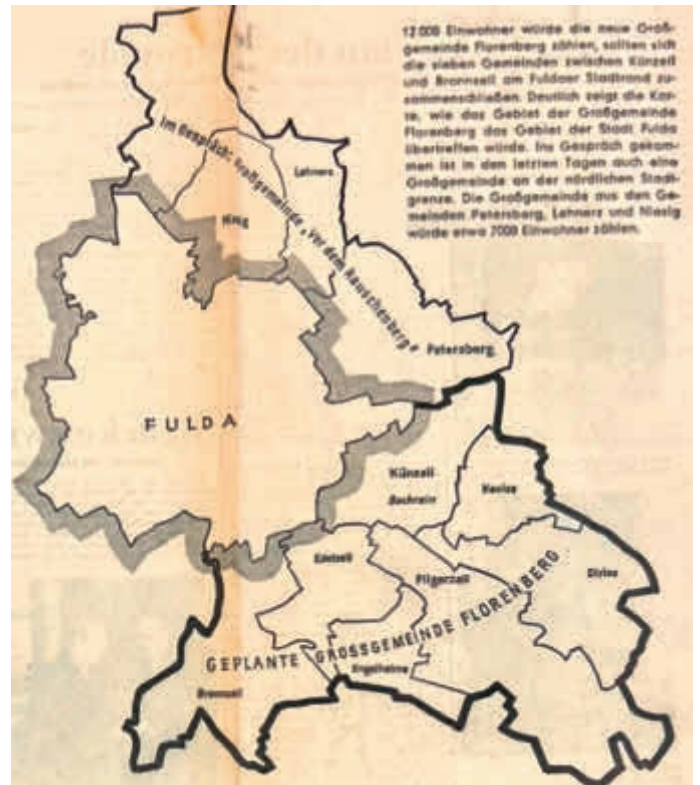 12 000 Einwohner würde die neue Groß-
gemeinde Florenberg zählen, sollten sich
die sieben Gemeinden zwischen Künzell
und Bronnzell am Fuldaer Stadtrand zu-
sammenschließen. Deutlich zeigt die Kar-
te, wie das Gebiet der Großgemeinde
Florenberg das Gebiet der Stadt Fulda
übertreffen würde. Ins Gespräch gekom-
men ist in den letzten Tagen auch eine
Großgemeinde an der nördlichen Stadt-
grenze. Die Großgemeinde aus den Ge-
meinden Petersberg, Lehnerz und Niesig
würde etwa 7000 Einwohner zählen.
Im Gespräch: Großgemeinde „Vor dem Rauschenberg"
Lehnerz
Petersberg
FULDA
Künzell
Bachrain
Edelzell
Pilgerzell
Dirlos
GEPLANTE GROSSGEMEINDE FLORENBERG
Engelhelms
Bronnzell